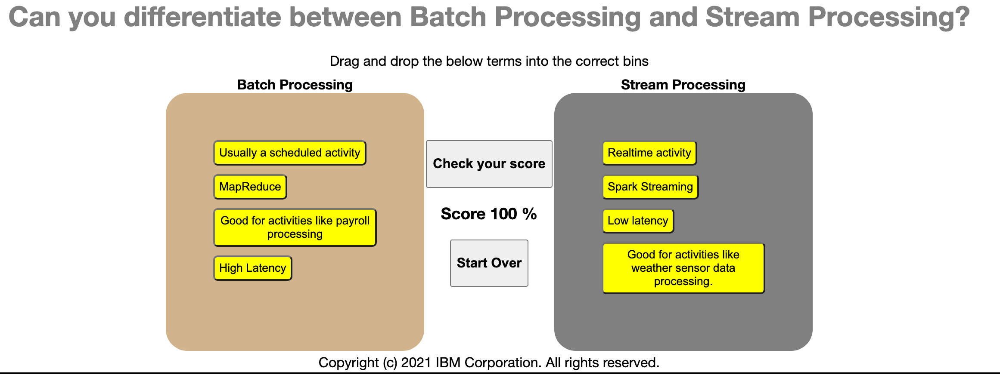 Can you differentiate between Batch Processing and Stream Processing?
Drag and drop the below terms into the correct bins
Batch Processing
Usually a scheduled activity
MapReduce
Good for activities like payroll
processing
High Latency
Check your score
Score 100 %
Start Over
Stream Processing
Realtime activity
Spark Streaming
Low latency
Good for activities like
weather sensor data
processing.
Copyright (c) 2021 IBM Corporation. All rights reserved.